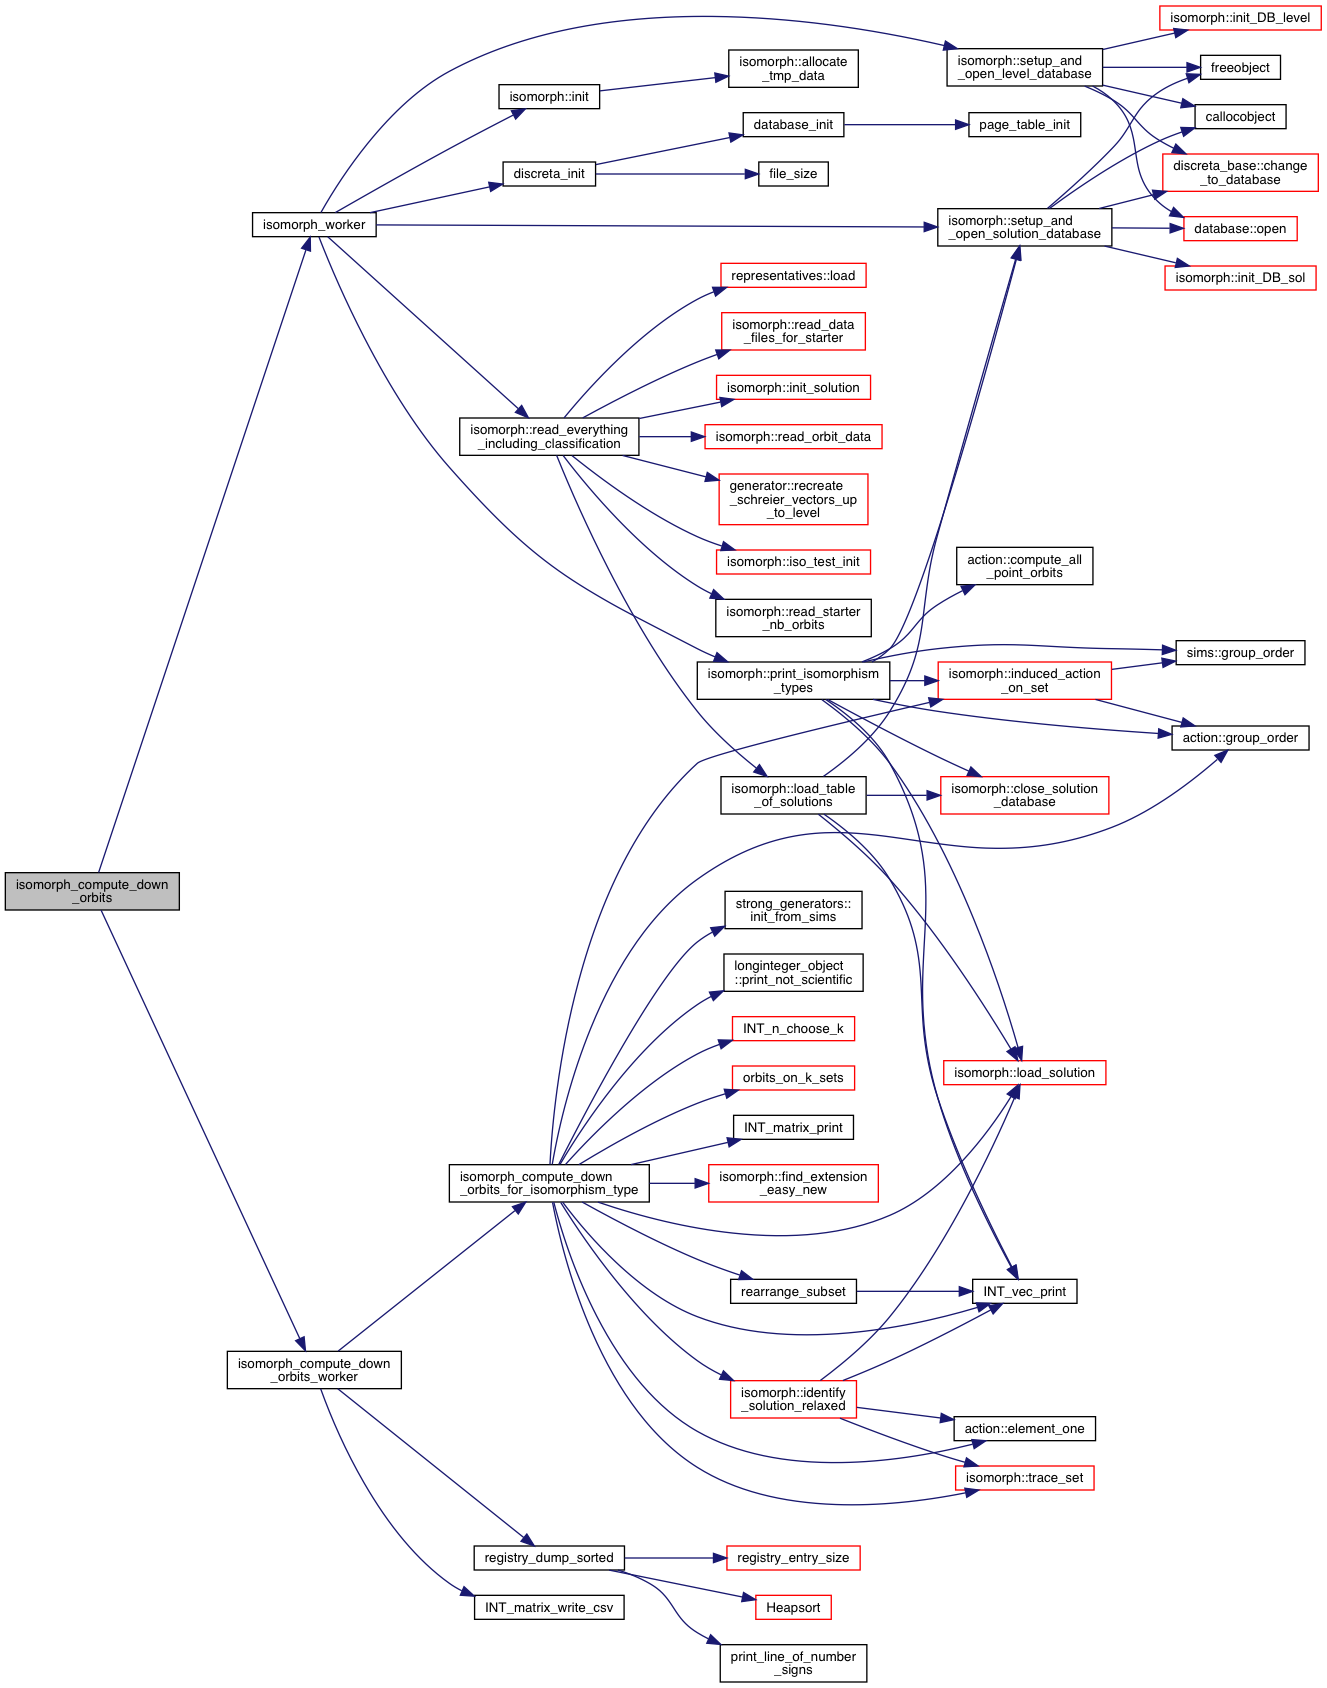 isomorph_compute_down
_orbits
isomorph_worker
isomorph::init
isomorph::allocate
_tmp_data
discreta_init
database_init
page_table_init
file_size
isomorph::setup_and
_open_level_database
isomorph::init_DB_level
freeobject
callocobject
discreta_base::change
_to_database
database::open
isomorph::setup_and
_open_solution_database
isomorph::init_DB_sol
isomorph::read_everything
_including_classification
representatives::load
isomorph::read_data
_files_for_starter
isomorph::init_solution
isomorph::read_orbit_data
generator::recreate
_schreier_vectors_up
_to_level
isomorph::iso_test_init
isomorph::read_starter
_nb_orbits
isomorph::print_isomorphism
_types
isomorph::load_table
_of_solutions
action::compute_all
_point_orbits
sims::group_order
isomorph::induced_action
_on_set
action::group_order
isomorph::close_solution
_database
isomorph::load_solution
INT_vec_print
isomorph_compute_down
_orbits_worker
isomorph_compute_down
_orbits_for_isomorphism_type
strong_generators::
init_from_sims
longinteger_object
::print_not_scientific
INT_n_choose_k
orbits_on_k_sets
INT_matrix_print
isomorph::find_extension
_easy_new
rearrange_subset
isomorph::identify
_solution_relaxed
action::element_one
isomorph::trace_set
registry_dump_sorted
registry_entry_size
Heapsort
print_line_of_number
_signs
INT_matrix_write_csv